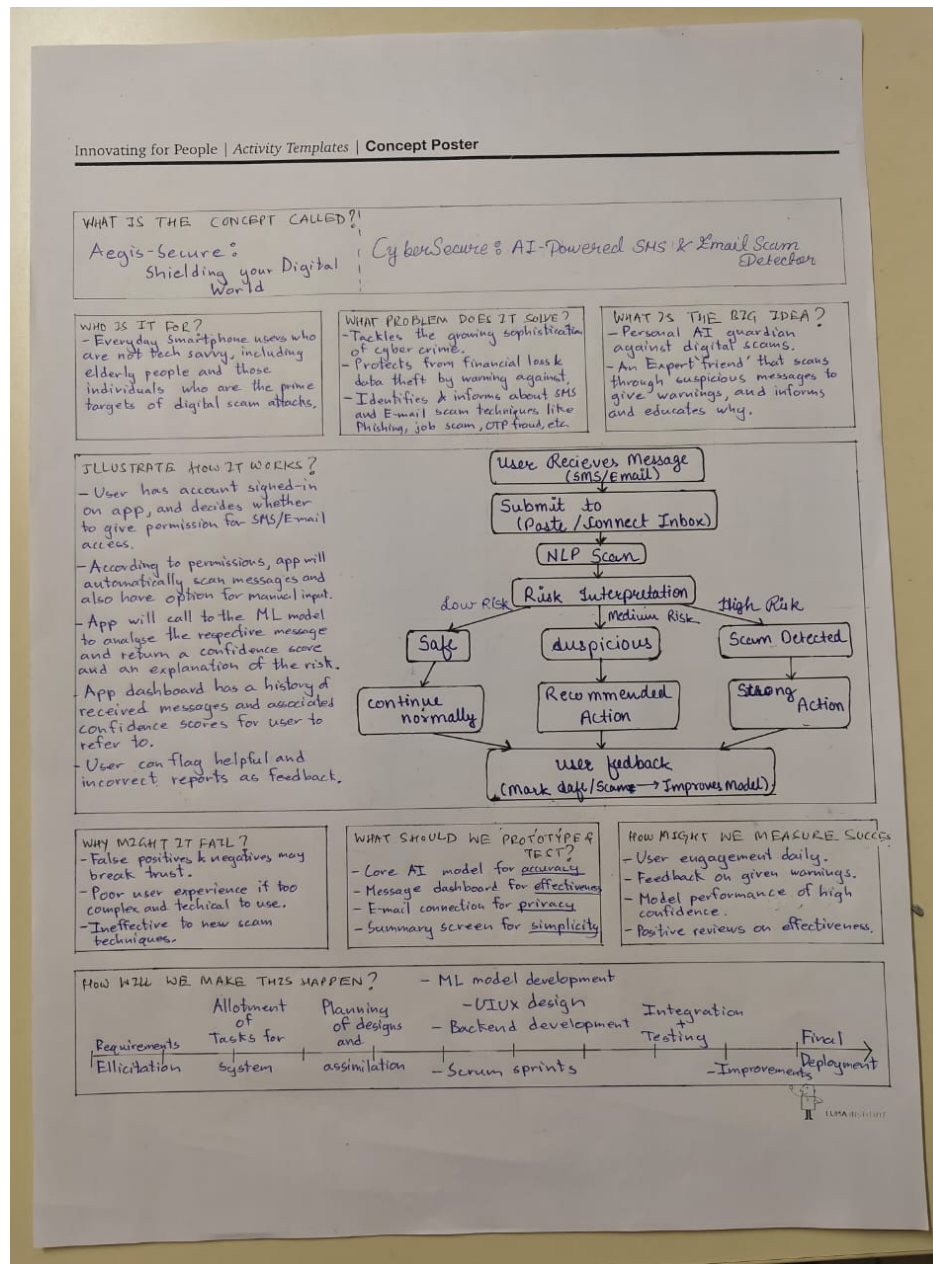 Innovating for People | Activity Templates | Concept Poster
WHAT IS THE CONCEPT CALLED?
Aegis-Secure:
Shielding your Digital
World
CyberSecure: AI-Powered SMS & Email Scam
Detector
WHO IS IT FOR?
- Everyday smartphone users who
are not tech savvy, including
elderly people and those
individuals who are the prime
targets of digital scam attacks.
WHAT PROBLEM DOES IT SOLVE?
- Tackles the growing sophistication
of cyber crime.
- Protects from financial loss &
data theft by warning against.
- Identifies & informs about SMS
and E-mail scam techniques like
Phishing, job scam, OTP fraud, etc.
WHAT IS THE BIG IDEA?
- Personal AI guardian
against digital scams.
- An Expert 'friend' that scans
through suspicious messages to
give warnings, and informs
and educates why.
ILLUSTRATE HOW IT WORKS?
- User has account signed-in
on app, and decides whether
to give permission for SMS/E-mail
access.
- According to permissions, app will
automatically scan messages and
also have option for manual input.
- App will call to the ML model
to analyse the respective message
and return a confidence score
and an explanation of the risk.
- App dashboard has a history of
received messages and associated
confidence scores for user to
refer to.
- User can flag helpful and
incorrect reports as feedback.
User Recieves Message
(SMS/Email)
Submit to
(Paste/Connect Inbox)
NLP Scan
Risk Interpretation
Low Risk
Medium Risk
High Risk
Safe
Suspicious
Scam Detected
continue
normally
Recommended
Action
Strong
Action
User feedback
(Mark Safe/Scam → Improves Model)
WHY MIGHT IT FAIL?
- False positives & negatives may
break trust.
- Poor user experience if too
complex and techical to use.
- Ineffective to new scam
techniques.
WHAT SHOULD WE PROTOTYPE &
TEST?
- Core AI model for accuracy
- Message dashboard for effectiveness
- E-mail connection for privacy
- Summary screen for simplicity
HOW MIGHT WE MEASURE SUCCES
- User engagement daily.
- Feedback on given warnings.
- Model performance of high
confidence.
- Positive reviews on effectiveness.
HOW WILL WE MAKE THIS HAPPEN?
Requirements
Ellicitation
Allotment
of
Tasks for
system
Planning
of designs
and
assimilation
- ML model development
- UIUX design
- Backend development
- Scrum sprints
Integration
+
Testing
- Improvements
Final
Deployment
LUMA INSTITUTE